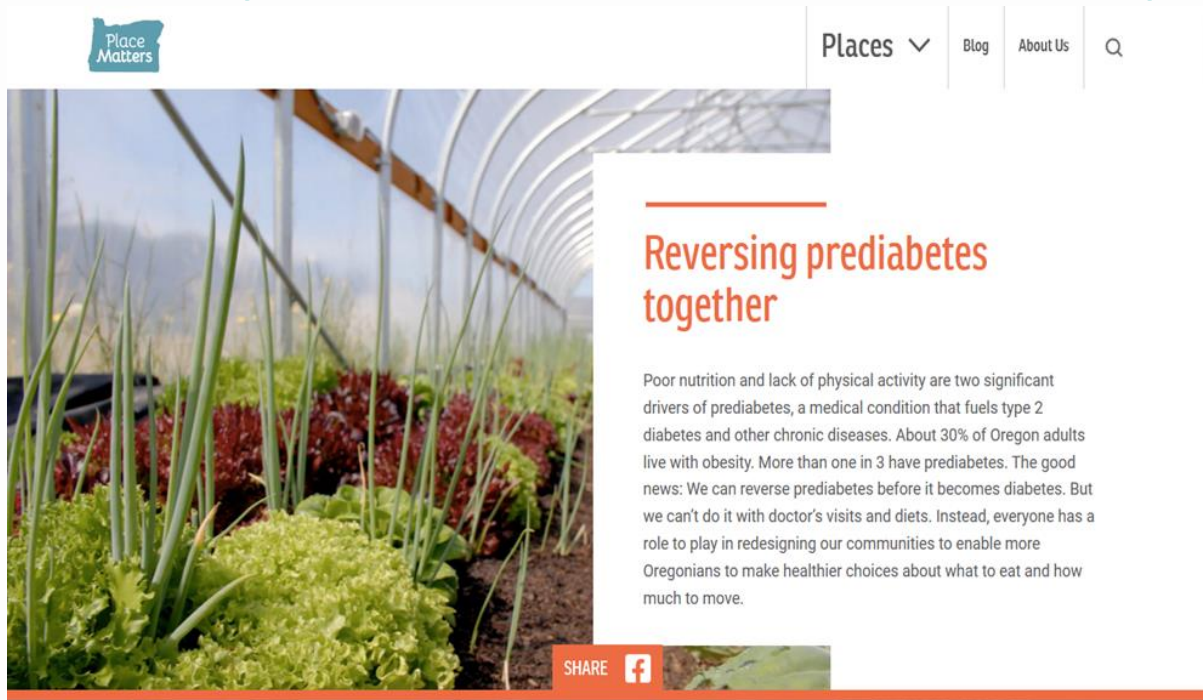 Place
Matters
Places
Blog
About Us
Reversing prediabetes
together
Poor nutrition and lack of physical activity are two significant
drivers of prediabetes, a medical condition that fuels type 2
diabetes and other chronic diseases. About 30% of Oregon adults
live with obesity. More than one in 3 have prediabetes. The good
news: We can reverse prediabetes before it becomes diabetes. But
we can’t do it with doctor’s visits and diets. Instead, everyone has a
role to play in redesigning our communities to enable more
Oregonians to make healthier choices about what to eat and how
much to move.
SHARE